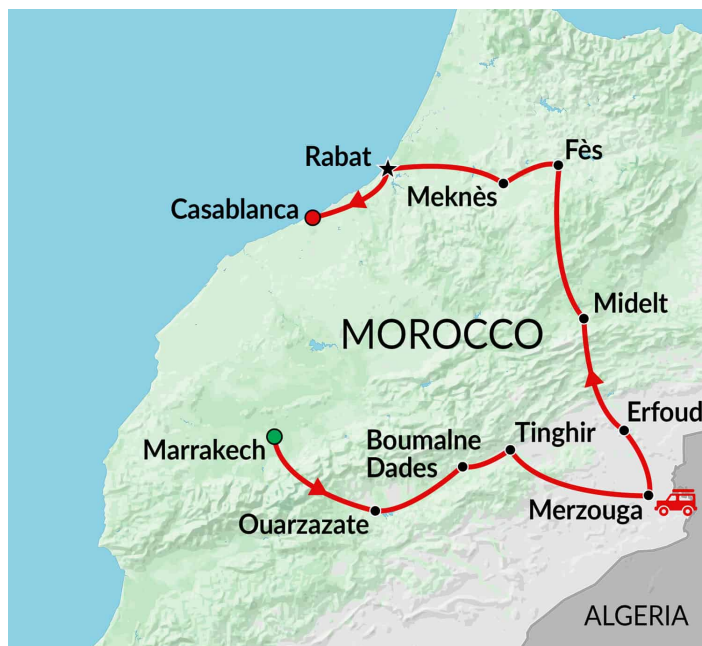 Rabat
Fès
Meknès
Casablanca
Midelt
MOROCCO
Erfoud
Tinghir
Boumalne
Dades
Marrakech
Merzouga
Ouarzazate
ALGERIA